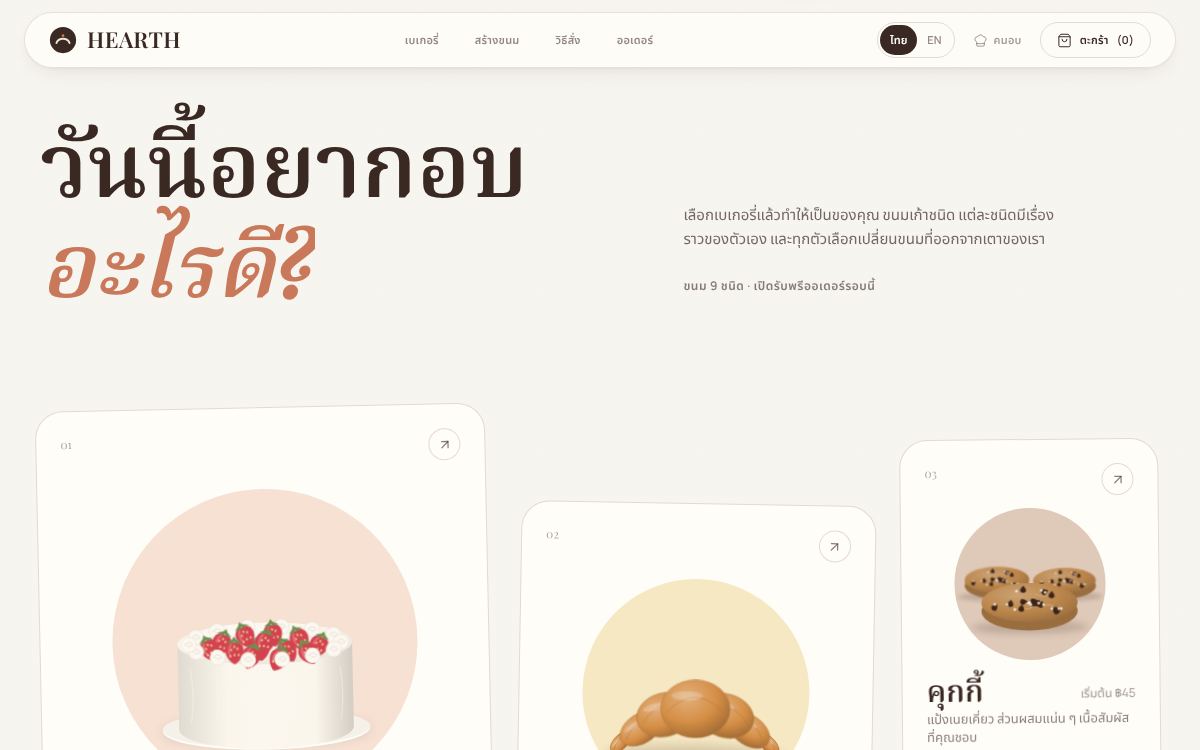 HEARTH
เบเกอรี่
สร้างขนม
วิธีสั่ง
ออเดอร์
ไทย
EN
คนอบ
ตะกร้า (0)
วันนี้อยากอบ
อะไรดี?
เลือกเบเกอรี่แล้วทำให้เป็นของคุณ ขนมเก้าชนิด แต่ละชนิดมีเรื่อง
ราวของตัวเอง และทุกตัวเลือกเปลี่ยนขนมที่ออกจากเตาของเรา
ขนม 9 ชนิด · เปิดรับพรีออเดอร์รอบนี้
01
02
03
คุกกี้
เริ่มต้น ฿45
แป้งเนยเคี่ยว ส่วนผสมแน่น ๆ เนื้อสัมผัส
ที่คุณชอบ